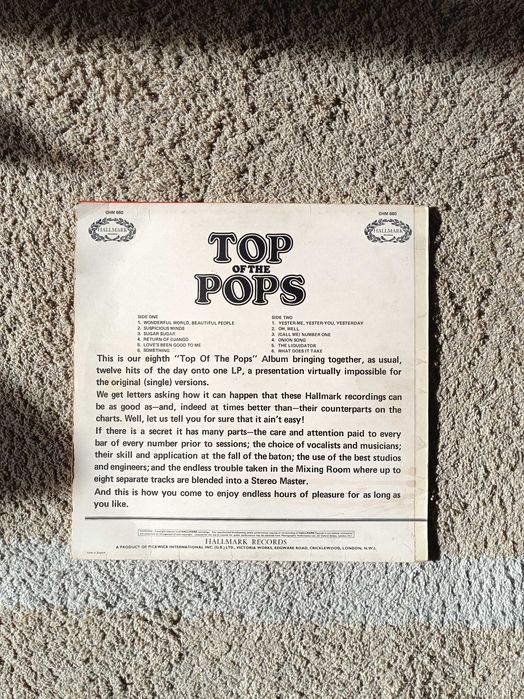 CHM 660
CHM 660
HALLMARK
HALLMARK
TOP
OF THE
POPS
SIDE ONE
1. WONDERFUL WORLD, BEAUTIFUL PEOPLE
2. SUSPICIOUS MINDS
3. SUGAR SUGAR
4. RETURN OF DJANGO
5. LOVE'S BEEN GOOD TO ME
6. SOMETHING
SIDE TWO
1. YESTER-ME, YESTER-YOU, YESTERDAY
2. OH, WELL
3. (CALL ME) NUMBER ONE
4. ONION SONG
5. THE LIQUIDATOR
6. WHAT DOES IT TAKE
This is our eighth "Top Of The Pops" Album bringing together, as usual,
twelve hits of the day onto one LP, a presentation virtually impossible for
the original (single) versions.
We get letters asking how it can happen that these Hallmark recordings can
be as good as—and, indeed at times better than—their counterparts on the
charts. Well, let us tell you for sure that it ain't easy!
If there is a secret it has many parts—the care and attention paid to every
bar of every number prior to sessions; the choice of vocalists and musicians;
their skill and application at the fall of the baton; the use of the best studios
and engineers; and the endless trouble taken in the Mixing Room where up to
eight separate tracks are blended into a Stereo Master.
And this is how you come to enjoy endless hours of pleasure for as long as
you like.
HALLMARK RECORDS
A PRODUCT OF PICKWICK INTERNATIONAL INC. (G.B.) LTD., VICTORIA WORKS, EDGWARE ROAD, CRICKLEWOOD, LONDON, N.W.2.